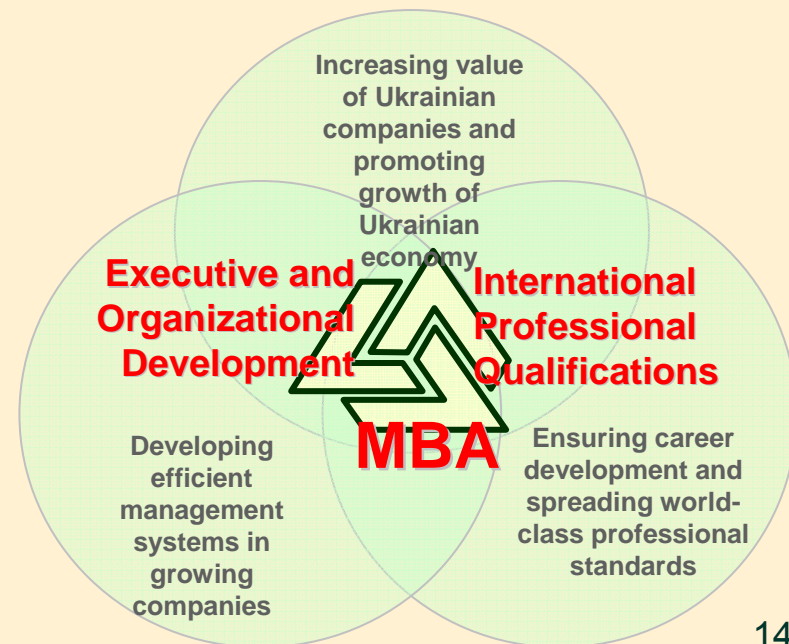 Increasing value
of Ukrainian
companies and
promoting
growth of
Ukrainian
economy
Executive and
Organizational
Development
International
Professional
Qualifications
MBA
Developing
efficient
management
systems in
growing
companies
Ensuring career
development and
spreading world-
class professional
standards
14